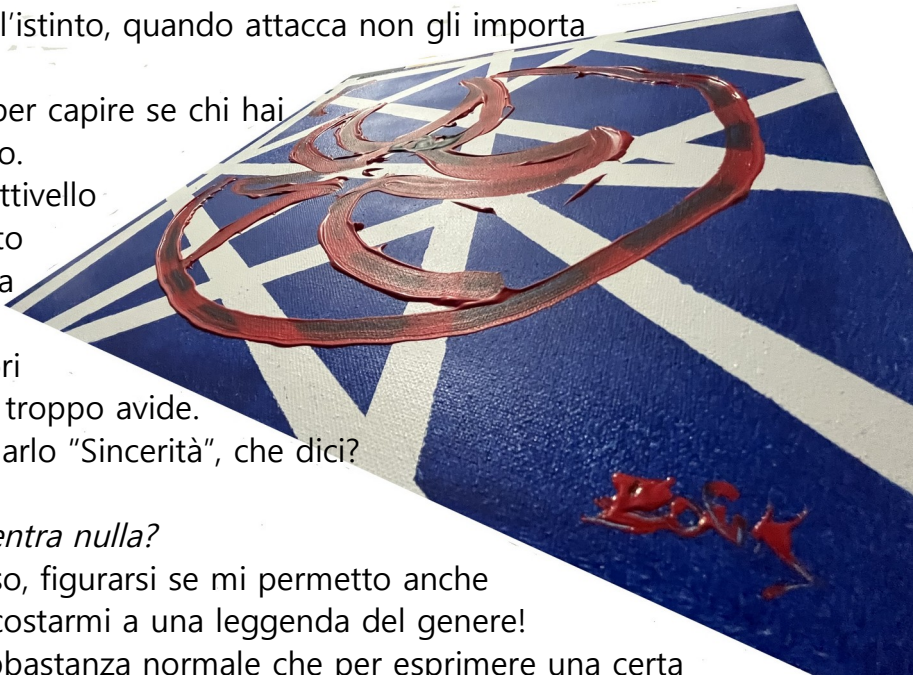 l'istinto, quando attacca non gli importa
per capire se chi hai
o.
ttivello
to
a
ri
troppo avide.
arlo "Sincerità", che dici?
entra nulla?
so, figurarsi se mi permetto anche
costarmi a una leggenda del genere!
bbastanza normale che per esprimere una certa